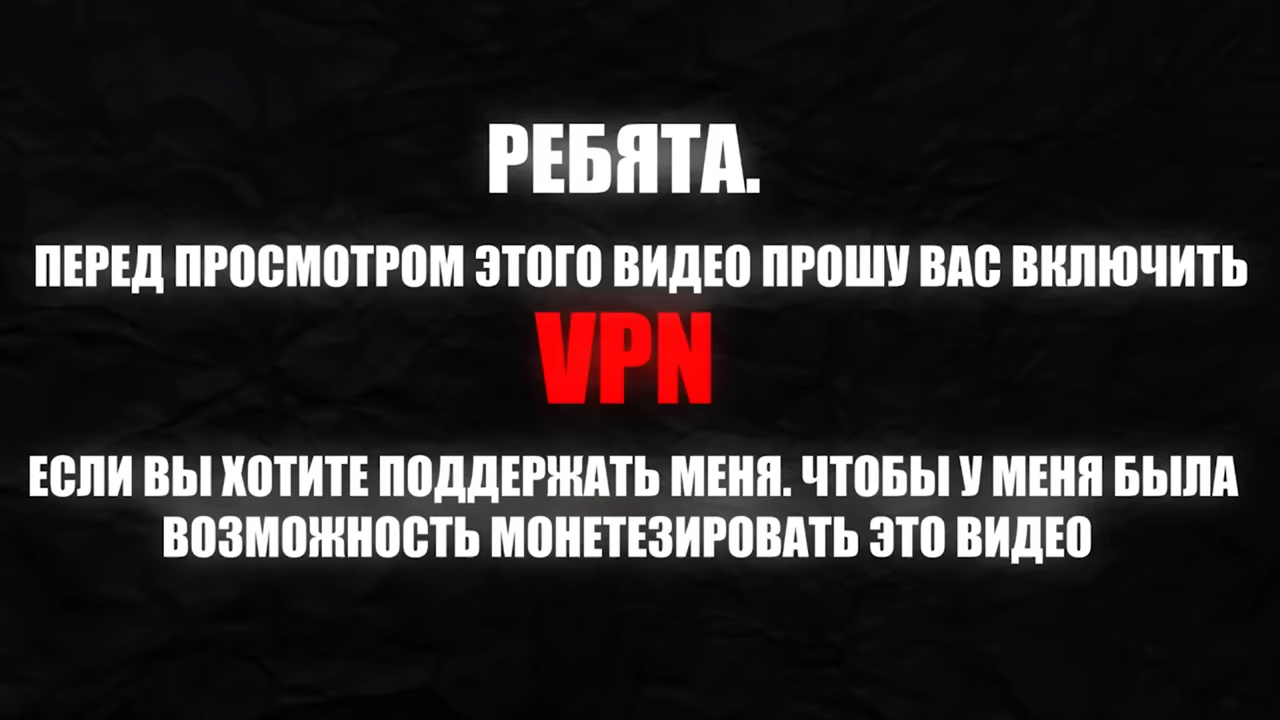 РЕБЯТА.
ПЕРЕД ПРОСМОТРОМ ЭТОГО ВИДЕО ПРОШУ ВАС ВКЛЮЧИТЬ
VPN
ЕСЛИ ВЫ ХОТИТЕ ПОДДЕРЖАТЬ МЕНЯ. ЧТОБЫ У МЕНЯ БЫЛА
ВОЗМОЖНОСТЬ МОНЕТЕЗИРОВАТЬ ЭТО ВИДЕО